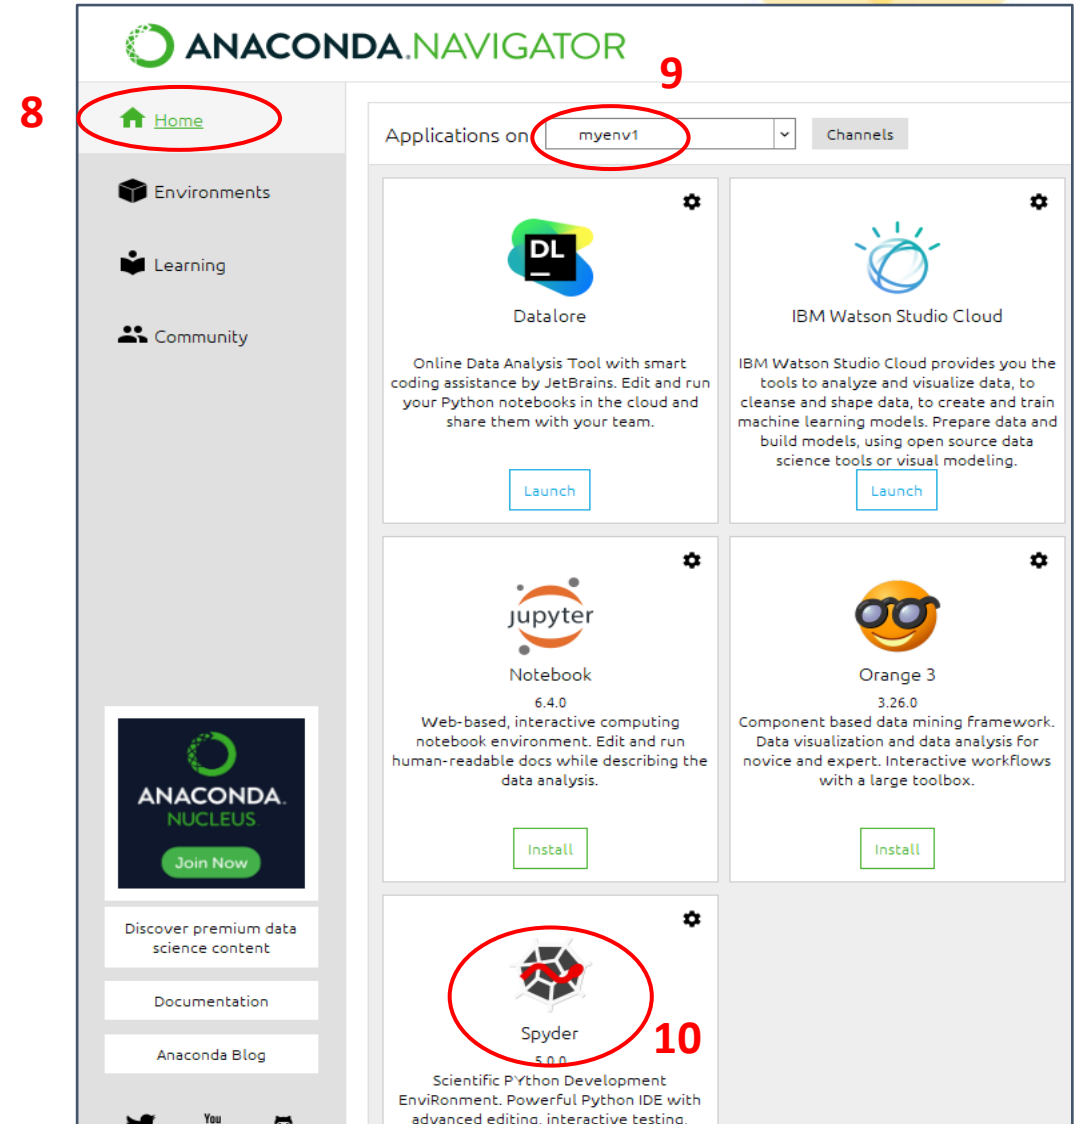 ANACONDA.NAVIGATOR
8
Home
9
Applications on
myenv1
Channels
Environments
Learning
Community
DL
Datalore
Online Data Analysis Tool with smart
coding assistance by JetBrains. Edit and run
your Python notebooks in the cloud and
share them with your team.
Launch
IBM Watson Studio Cloud
IBM Watson Studio Cloud provides you the
tools to analyze and visualize data, to
cleanse and shape data, to create and train
machine learning models. Prepare data and
build models, using open source data
science tools or visual modeling.
Launch
jupyter
Notebook
6.4.0
Web-based, interactive computing
notebook environment. Edit and run
human-readable docs while describing the
data analysis.
Install
Orange 3
3.26.0
Component based data mining framework.
Data visualization and data analysis for
novice and expert. Interactive workflows
with a large toolbox.
Install
ANACONDA.
NUCLEUS
Join Now
Discover premium data
science content
Documentation
Anaconda Blog
You
Spyder
10
5.0.0
Scientific PYthon Development
EnviRonment. Powerful Python IDE with
advanced editing, interactive testing,